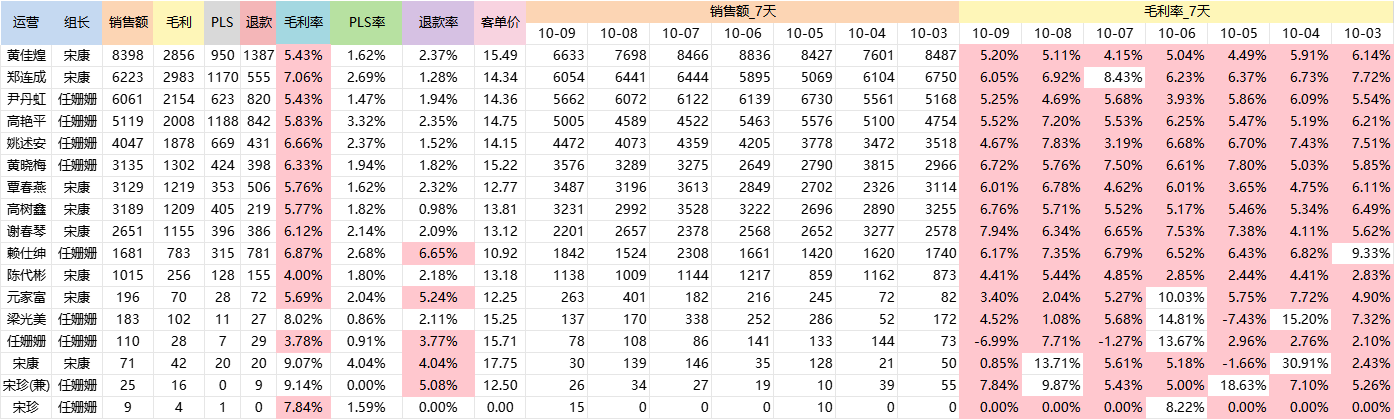 运营 组长 销售额 毛利 PLS 退款 毛利率 PLS率 退款率 客单价 销售额_7天 毛利率_7天
10-09 10-08 10-07 10-06 10-05 10-04 10-03 10-09 10-08 10-07 10-06 10-05 10-04 10-03
黄佳煌 宋康 8398 2856 950 1387 5.43% 1.62% 2.37% 15.49 6633 7698 8466 8836 8427 7601 8487 5.20% 5.11% 4.15% 5.04% 4.49% 5.91% 6.14%
郑连成 宋康 6223 2983 1170 555 7.06% 2.69% 1.28% 14.34 6054 6441 6444 5895 5069 6104 6750 6.05% 6.92% 8.43% 6.23% 6.37% 6.73% 7.72%
尹丹虹 任姗姗 6061 2154 623 820 5.43% 1.47% 1.94% 14.36 5662 6072 6122 6139 6730 5561 5168 5.25% 4.69% 5.68% 3.93% 5.86% 6.09% 5.54%
高艳平 任姗姗 5119 2008 1188 842 5.83% 3.32% 2.35% 14.75 5005 4589 4522 5463 5576 5100 4754 5.52% 7.20% 5.53% 6.25% 5.47% 5.19% 6.21%
姚述安 任姗姗 4047 1878 669 431 6.66% 2.37% 1.52% 14.15 4472 4073 4359 4205 3778 3472 3518 4.67% 7.83% 3.19% 6.68% 6.70% 7.43% 7.51%
黄晓梅 任姗姗 3135 1302 424 398 6.33% 1.94% 1.82% 15.22 3576 3289 3275 2649 2790 3815 2966 6.72% 5.76% 7.50% 6.61% 7.80% 5.03% 5.85%
覃春燕 宋康 3129 1219 353 506 5.76% 1.62% 2.32% 12.77 3487 3196 3613 2849 2702 2326 3114 6.01% 6.78% 4.62% 6.01% 3.65% 4.75% 6.11%
高树鑫 宋康 3189 1209 405 219 5.77% 1.82% 0.98% 13.81 3231 2992 3528 3222 2696 2890 3255 6.76% 5.71% 5.52% 5.17% 5.46% 5.34% 6.49%
谢春琴 宋康 2651 1155 396 386 6.12% 2.14% 2.09% 13.12 2201 2657 2378 2568 2652 3277 2578 7.94% 6.34% 6.65% 7.53% 7.38% 4.11% 5.62%
赖仕绅 任姗姗 1681 783 315 781 6.87% 2.68% 6.65% 10.92 1842 1524 2308 1661 1420 1620 1740 6.17% 7.35% 6.79% 6.52% 6.43% 6.82% 9.33%
陈代彬 宋康 1015 256 128 155 4.00% 1.80% 2.18% 13.18 1138 1009 1144 1217 859 1162 873 4.41% 5.44% 4.85% 2.85% 2.44% 4.41% 2.83%
元家富 宋康 196 70 28 72 5.69% 2.04% 5.24% 12.25 263 401 182 216 245 72 82 3.40% 2.04% 5.27% 10.03% 5.75% 7.72% 4.90%
梁光美 任姗姗 183 102 11 27 8.02% 0.86% 2.11% 15.25 137 170 338 252 286 52 172 4.52% 1.08% 5.68% 14.81% -7.43% 15.20% 7.32%
任姗姗 任姗姗 110 28 7 29 3.78% 0.91% 3.77% 15.71 78 108 86 141 133 144 73 -6.99% 7.71% -1.27% 13.67% 2.96% 2.76% 2.10%
宋康 宋康 71 42 20 20 9.07% 4.04% 4.04% 17.75 30 139 146 35 128 21 50 0.85% 13.71% 5.61% 5.18% -1.66% 30.91% 2.43%
宋珍(兼) 任姗姗 25 16 0 9 9.14% 0.00% 5.08% 12.50 26 34 27 19 10 39 55 7.84% 9.87% 5.43% 5.00% 18.63% 7.10% 5.26%
宋珍 任姗姗 9 4 1 0 7.84% 1.59% 0.00% 0.00 15 0 0 0 10 0 0 0.00% 0.00% 0.00% 8.22% 0.00% 0.00% 0.00%